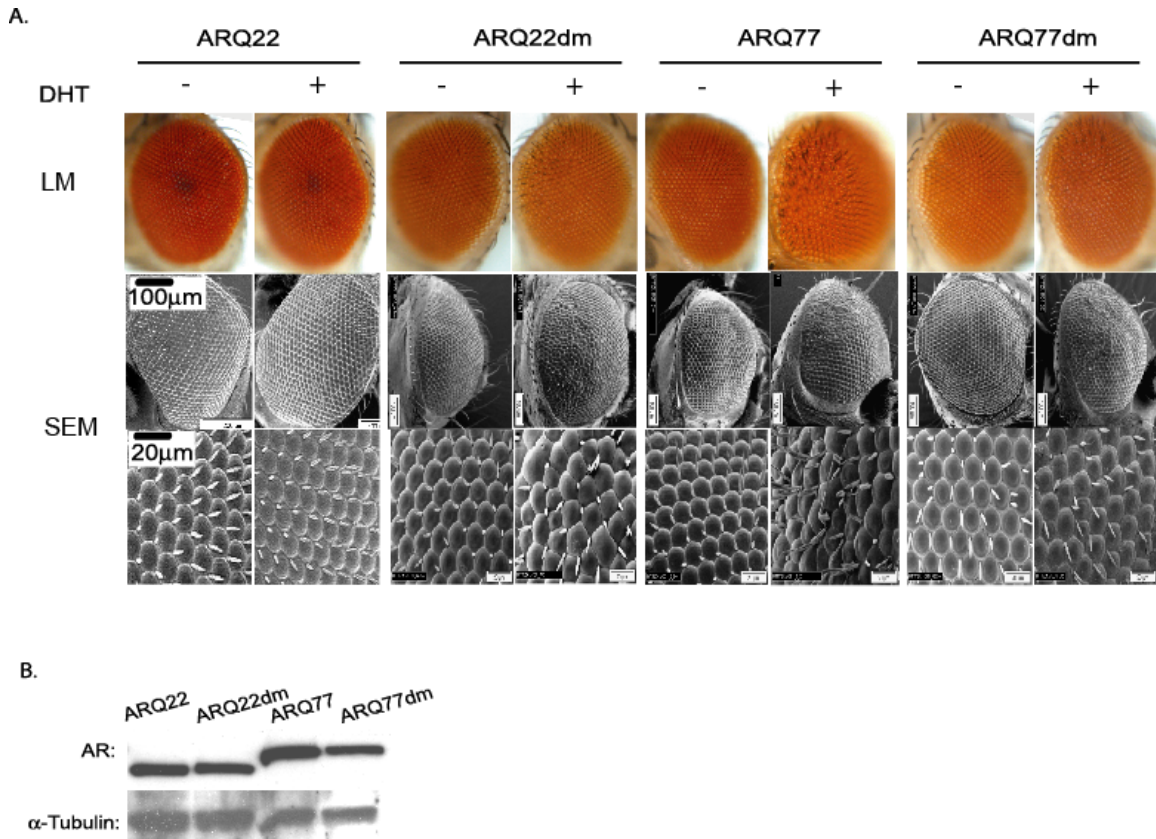 A.
ARQ22 ARQ22dm ARQ77 ARQ77dm
DHT - + - + - + - +
LM
100µm
SEM
20µm
B.
ARQ22 ARQ22dm ARQ77 ARQ77dm
AR:
α-Tubulin: